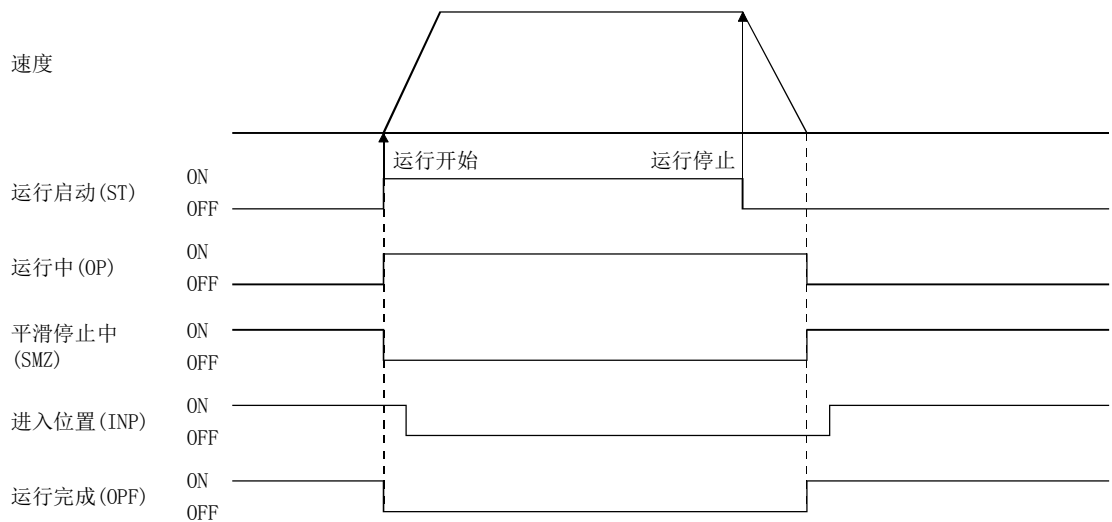 速度
运行开始
运行停止
运行启动(ST)
ON
OFF
运行中(OP)
ON
OFF
平滑停止中
(SMZ)
ON
OFF
进入位置(INP)
ON
OFF
运行完成(OPF)
ON
OFF